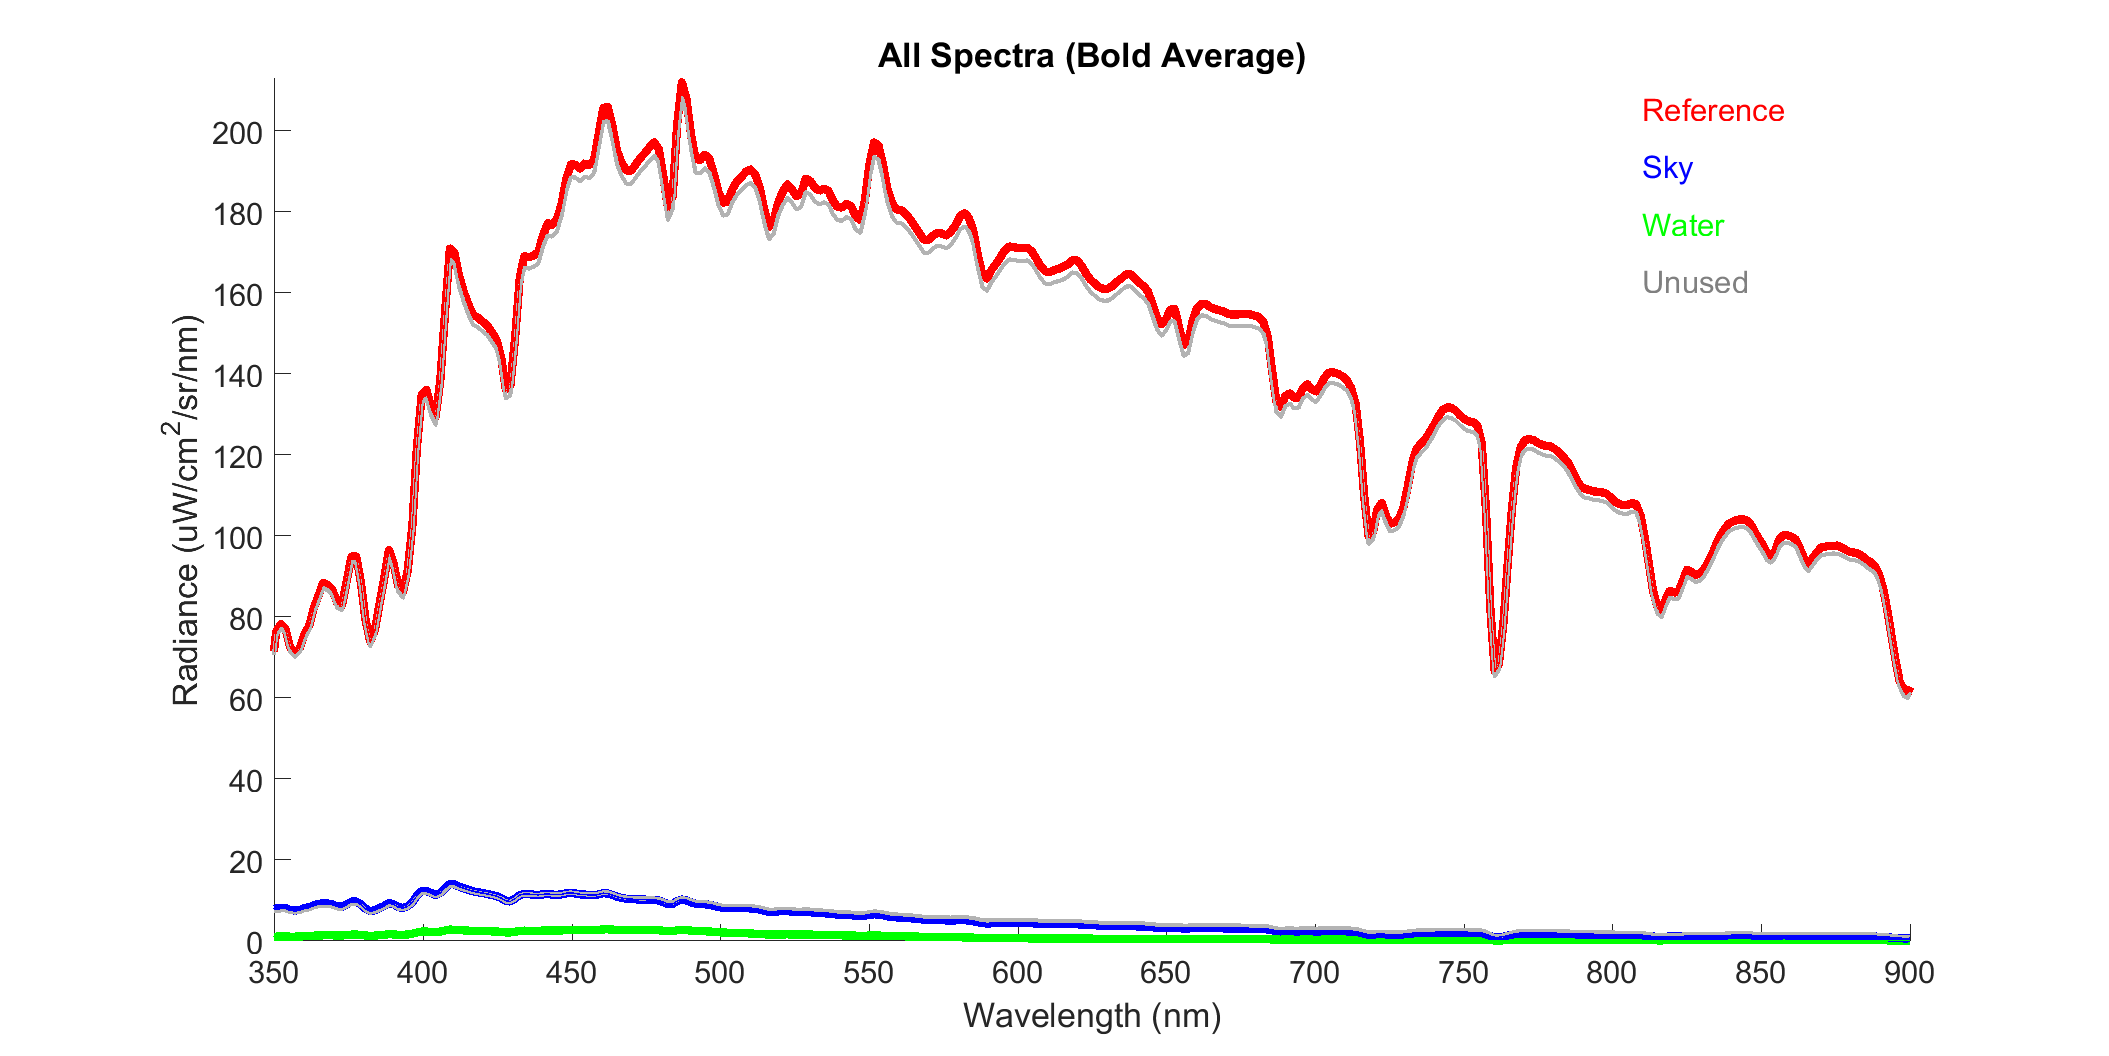 All Spectra (Bold Average)
Reference
Sky
Water
Unused
Radiance (uW/cm²/sr/nm)
200
180
160
140
120
100
80
60
40
20
0
350 400 450 500 550 600 650 700 750 800 850 900
Wavelength (nm)